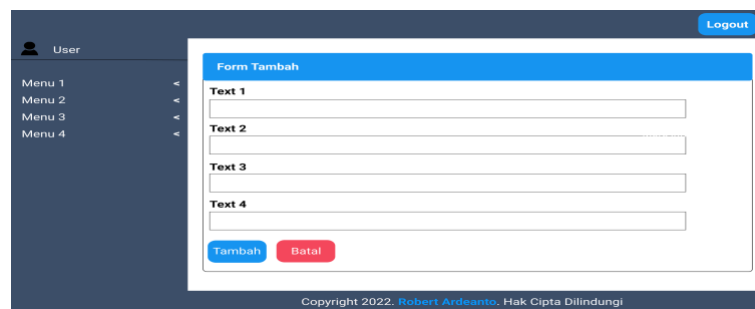 Logout
User
Menu 1 <
Menu 2 <
Menu 3 <
Menu 4 <
Form Tambah
Text 1
Text 2
Text 3
Text 4
Tambah
Batal
Copyright 2022. Robert Ardeanto. Hak Cipta Dilindungi